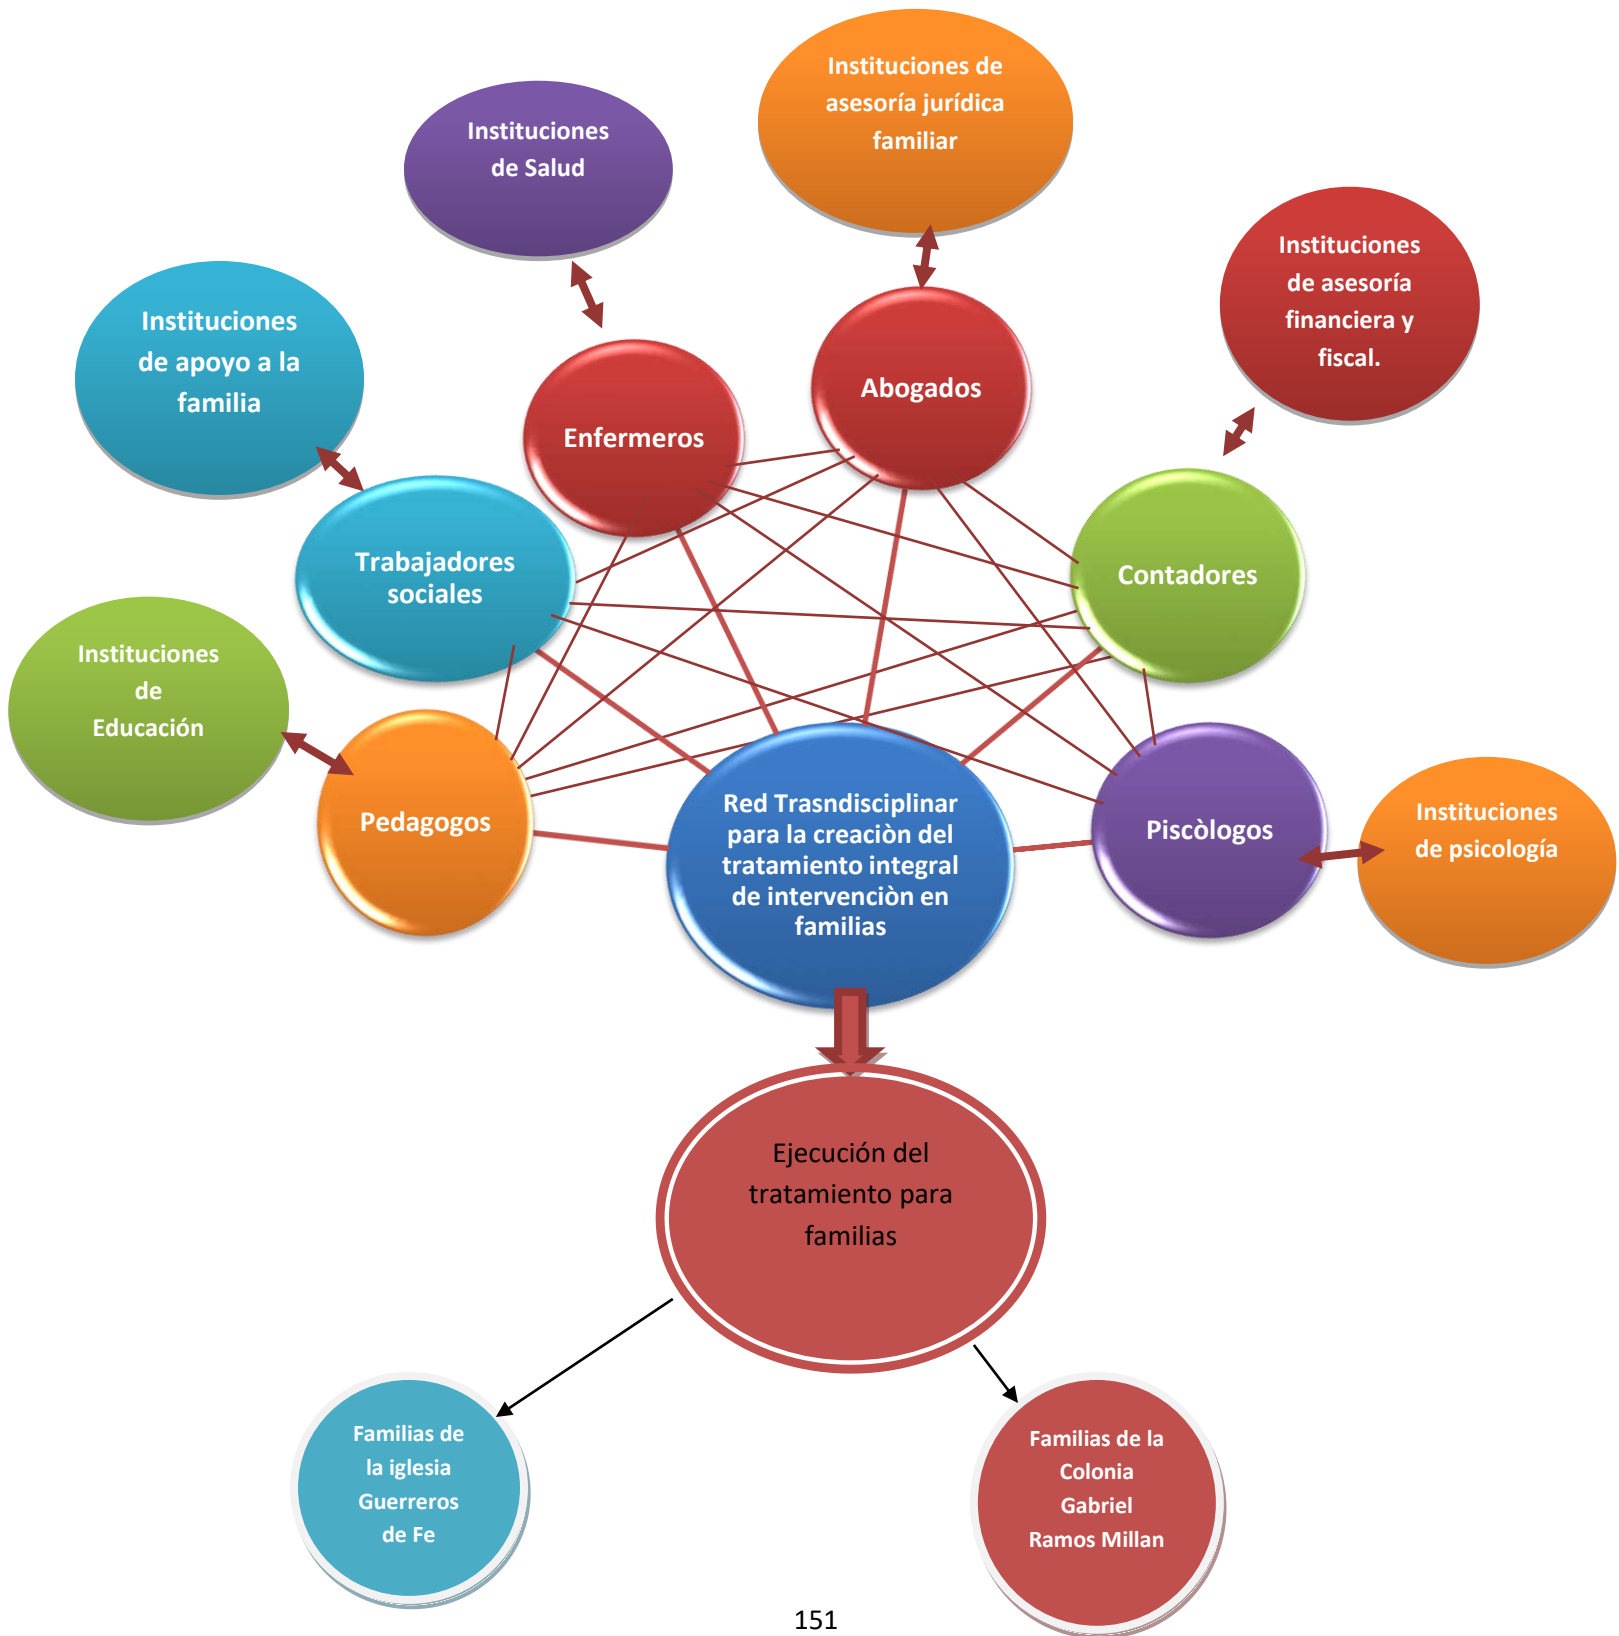 Instituciones de
asesoría jurídica
familiar
Instituciones
de Salud
Instituciones
de asesoría
financiera y
fiscal.
Instituciones
de apoyo a la
familia
Abogados
Enfermeros
Trabajadores
sociales
Contadores
Instituciones
de
Educación
Pedagogos
Red Trasndisciplinar
para la creaciòn del
tratamiento integral
de intervenciòn en
familias
Piscòlogos
Instituciones
de psicología
Ejecución del
tratamiento para
familias
Familias de
la iglesia
Guerreros
de Fe
Familias de la
Colonia
Gabriel
Ramos Millan
151